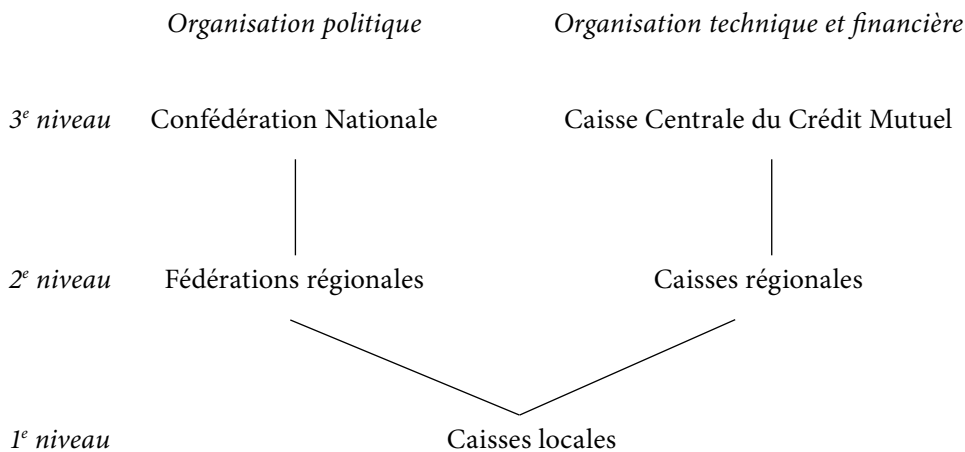 Organisation politique Organisation technique et financière
3e niveau Confédération Nationale Caisse Centrale du Crédit Mutuel
2e niveau Fédérations régionales Caisses régionales
1e niveau Caisses locales